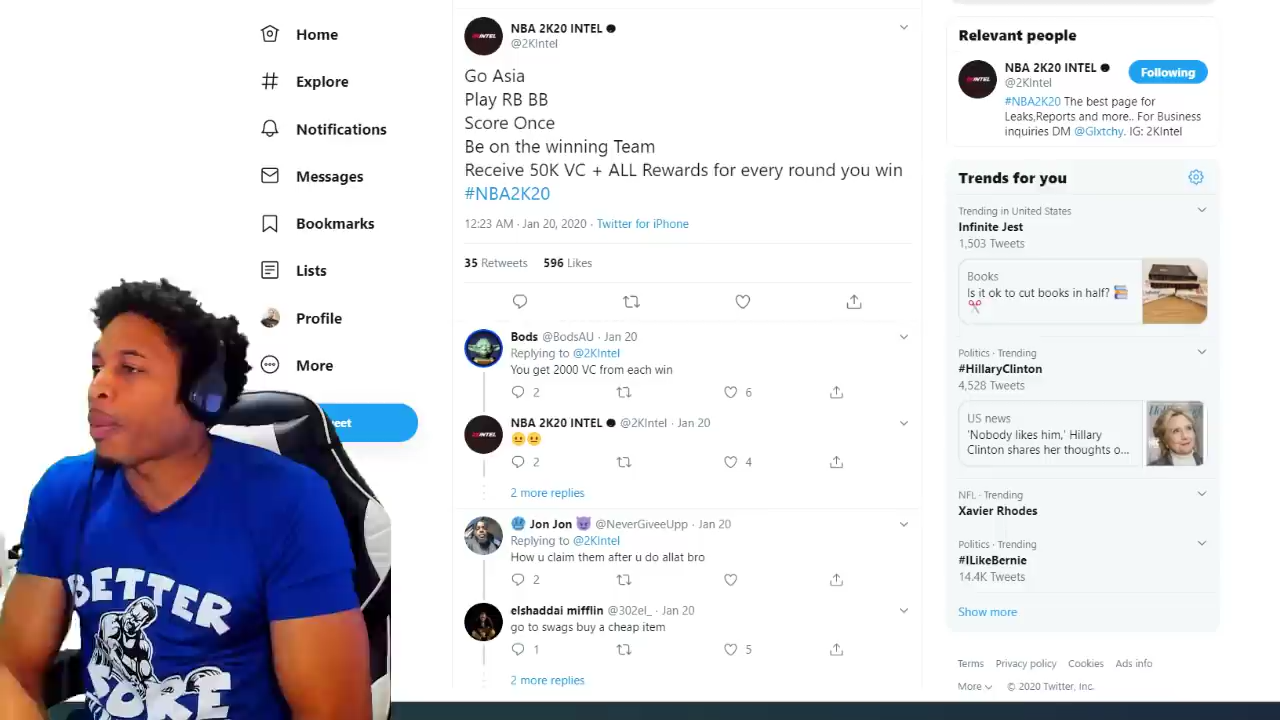 Home
Explore
Notifications
Messages
Bookmarks
Lists
Profile
More
eet
NBA 2K20 INTEL
@2KIntel
Go Asia
Play RB BB
Score Once
Be on the winning Team
Receive 50K VC + ALL Rewards for every round you win
#NBA2K20
12:23 AM · Jan 20, 2020 · Twitter for iPhone
35 Retweets 596 Likes
Bods @BodsAU · Jan 20
Replying to @2KIntel
You get 2000 VC from each win
2 6
NBA 2K20 INTEL @2KIntel · Jan 20
2 4
2 more replies
Jon Jon @NeverGiveeUpp · Jan 20
Replying to @2KIntel
How u claim them after u do allat bro
2
elshaddai mifflin @302el_ · Jan 20
go to swags buy a cheap item
1 5
2 more replies
Relevant people
NBA 2K20 INTEL
@2KIntel
Following
#NBA2K20 The best page for
Leaks,Reports and more.. For Business
inquiries DM @Glxtchy. IG: 2KIntel
Trends for you
Trending in United States
Infinite Jest
1,503 Tweets
Books
Is it ok to cut books in half?
Politics · Trending
#HillaryClinton
4,528 Tweets
US news
'Nobody likes him,' Hillary
Clinton shares her thoughts o...
NFL · Trending
Xavier Rhodes
Politics · Trending
#ILikeBernie
14.4K Tweets
Show more
Terms Privacy policy Cookies Ads info
More © 2020 Twitter, Inc.
BETTER